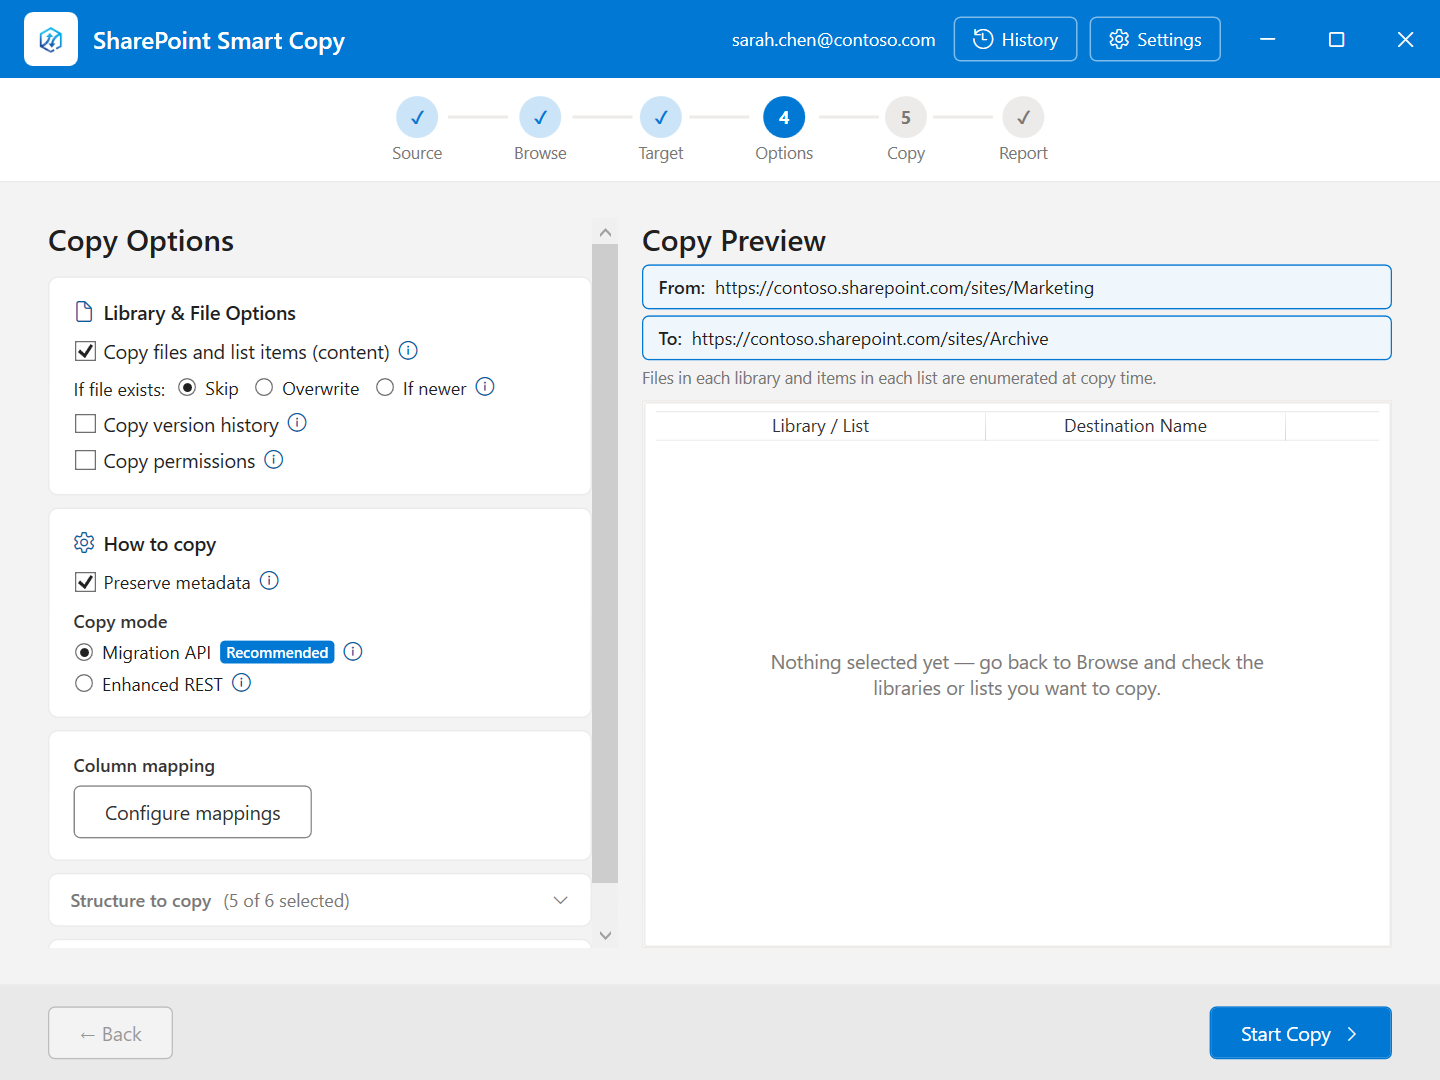 SharePoint Smart Copy
sarah.chen@contoso.com
History
Settings
✓ ✓ ✓ 4 5 ✓
Source Browse Target Options Copy Report
Copy Options
Library & File Options
Copy files and list items (content)
If file exists: Skip Overwrite If newer
Copy version history
Copy permissions
How to copy
Preserve metadata
Copy mode
Migration API Recommended
Enhanced REST
Column mapping
Configure mappings
Structure to copy (5 of 6 selected)
Copy Preview
From: https://contoso.sharepoint.com/sites/Marketing
To: https://contoso.sharepoint.com/sites/Archive
Files in each library and items in each list are enumerated at copy time.
Library / List Destination Name
Nothing selected yet — go back to Browse and check the
libraries or lists you want to copy.
← Back
Start Copy